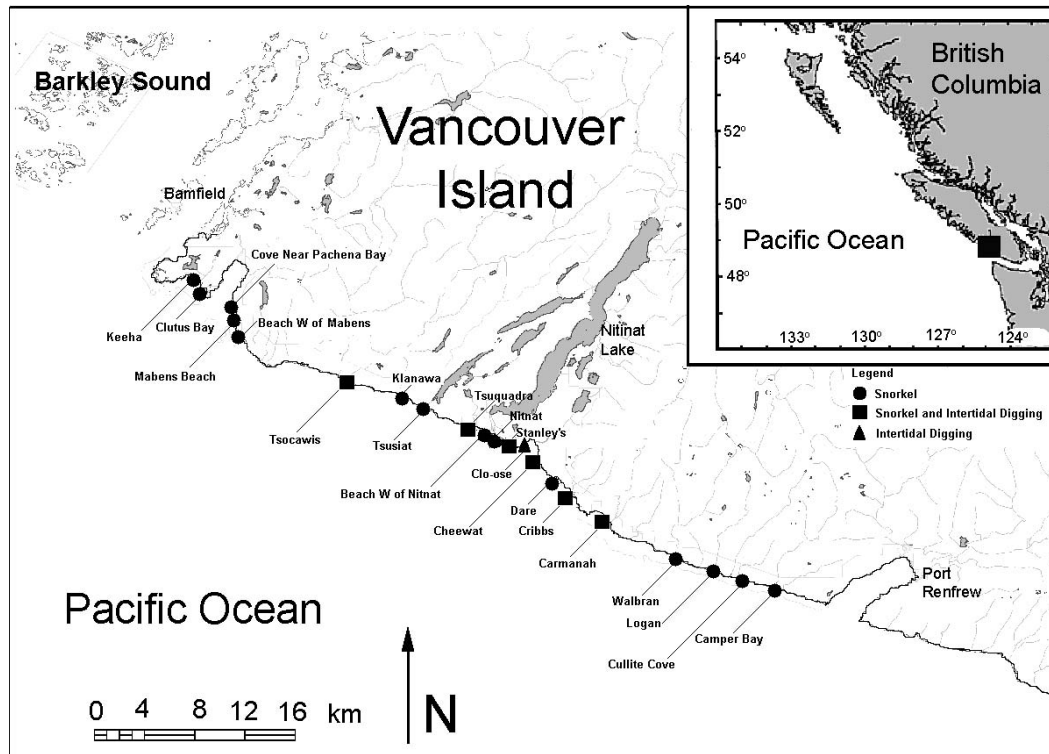 Barkley Sound
Vancouver
Island
Bamfield
Cove Near Pachena Bay
Clutus Bay
Keeha
Beach W of Mabens
Mabens Beach
Nitinat
Lake
Klanawa
Tsuquadra
Nitnat
Stanley's
Tsocawis
Tsusiat
Clo-ose
Beach W of Nitnat
Dare
Cheewat
Cribbs
Carmanah
Walbran
Logan
Camper Bay
Cullite Cove
Port
Renfrew
Pacific Ocean
0 4 8 12 16 km
N
British
Columbia
Pacific Ocean
54°
52°
50°
48°
133° 130° 127° 124°
Legend
Snorkel
Snorkel and Intertidal Digging
Intertidal Digging